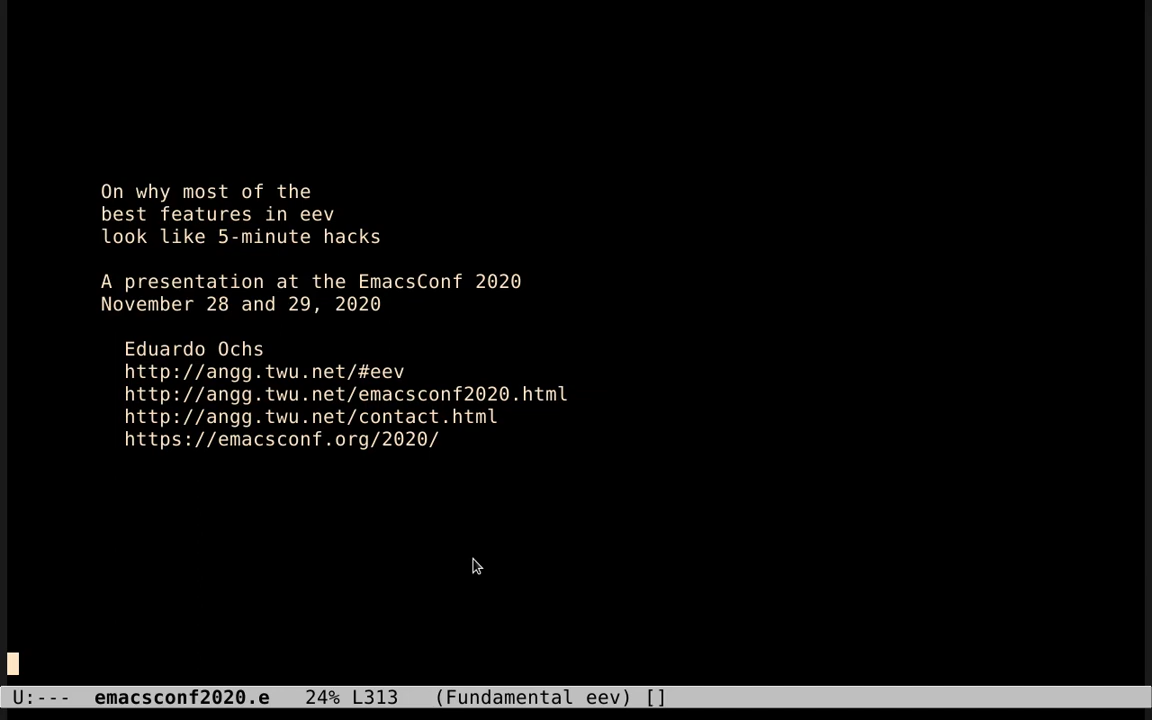 On why most of the
best features in eev
look like 5-minute hacks
A presentation at the EmacsConf 2020
November 28 and 29, 2020
Eduardo Ochs
http://angg.twu.net/#eev
http://angg.twu.net/emacsconf2020.html
http://angg.twu.net/contact.html
https://emacsconf.org/2020/
U:---  emacsconf2020.e   24% L313   (Fundamental eev) []